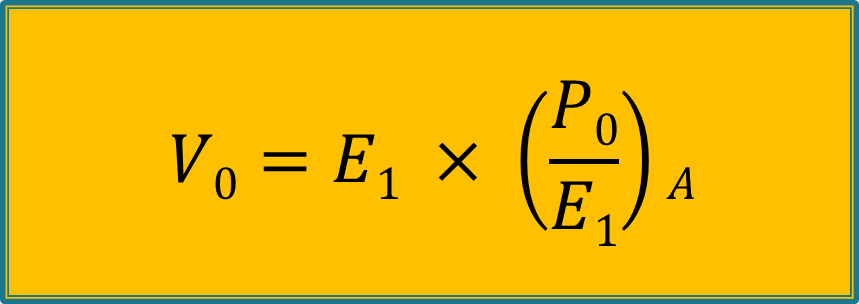 V₀ = E₁ × (P₀/E₁) A